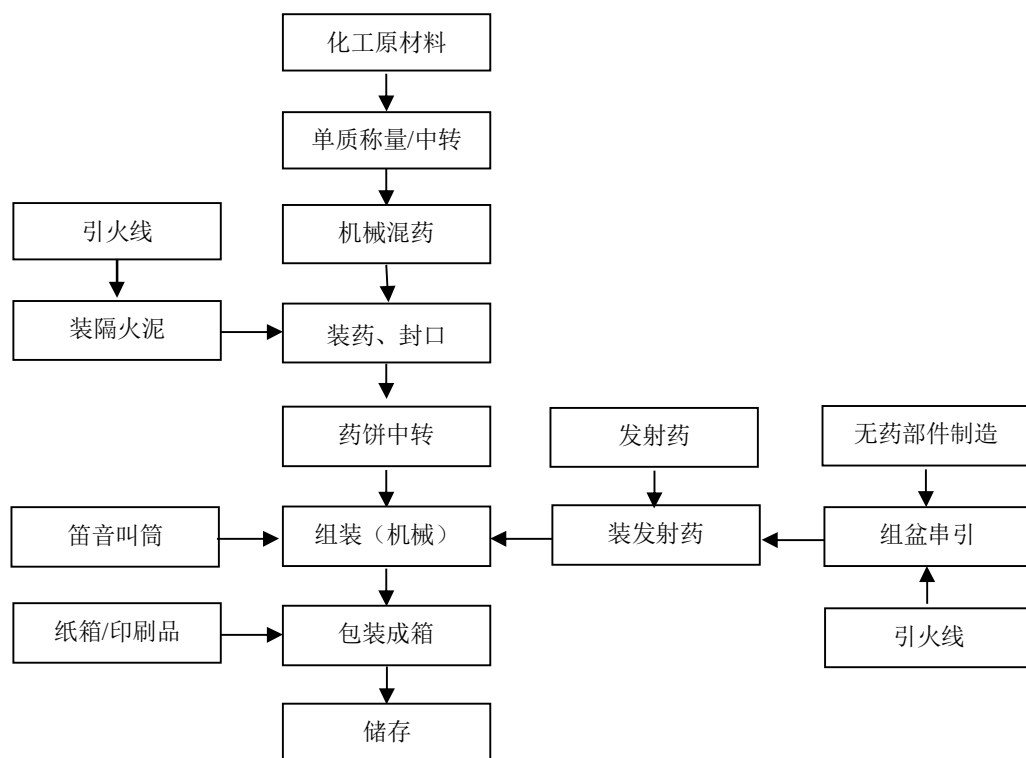 化工原材料
单质称量/中转
引火线
机械混药
装隔火泥
装药、封口
药饼中转
发射药
无药部件制造
笛音叫筒
组装（机械）
装发射药
组盆串引
纸箱/印刷品
包装成箱
引火线
储存